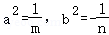 a²=1/m, b²=-1/n